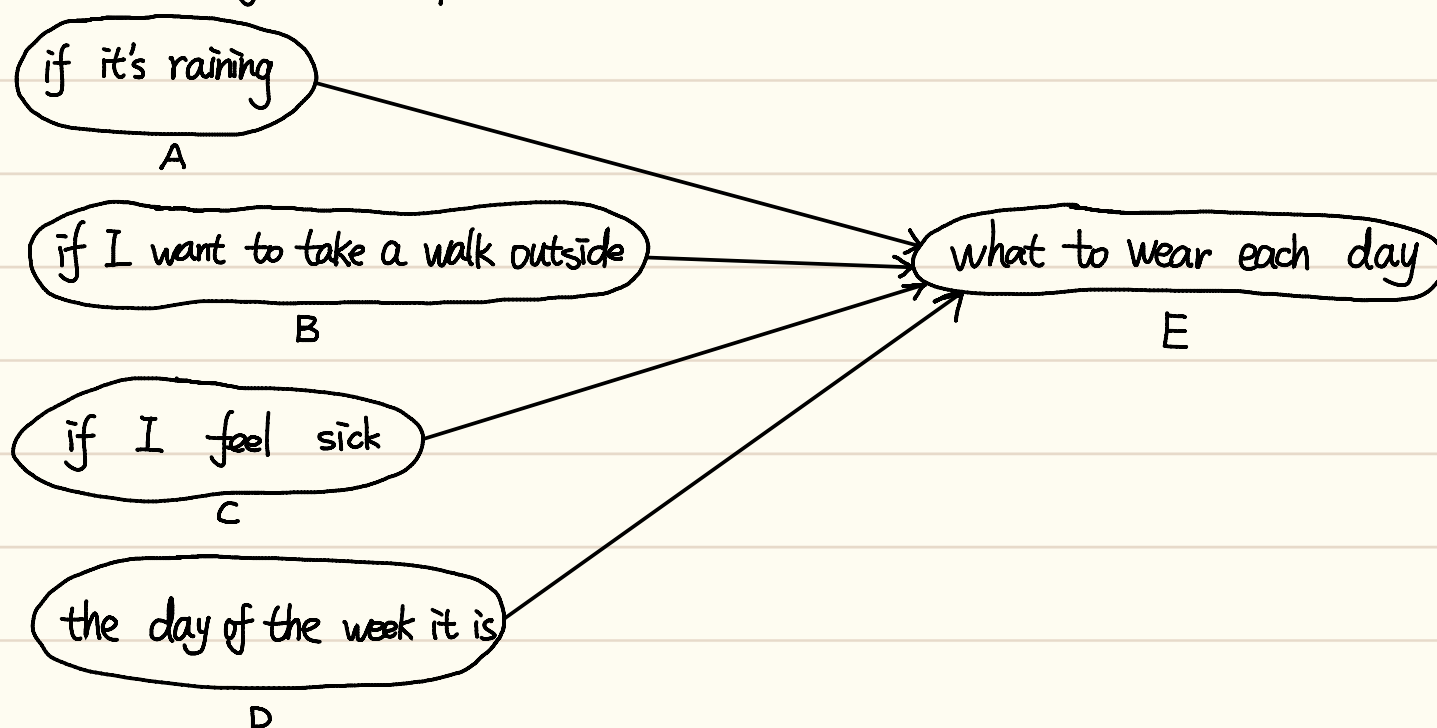 if it's raining
A
if I want to take a walk outside
B
what to wear each day
E
if I feel sick
C
the day of the week it is
D